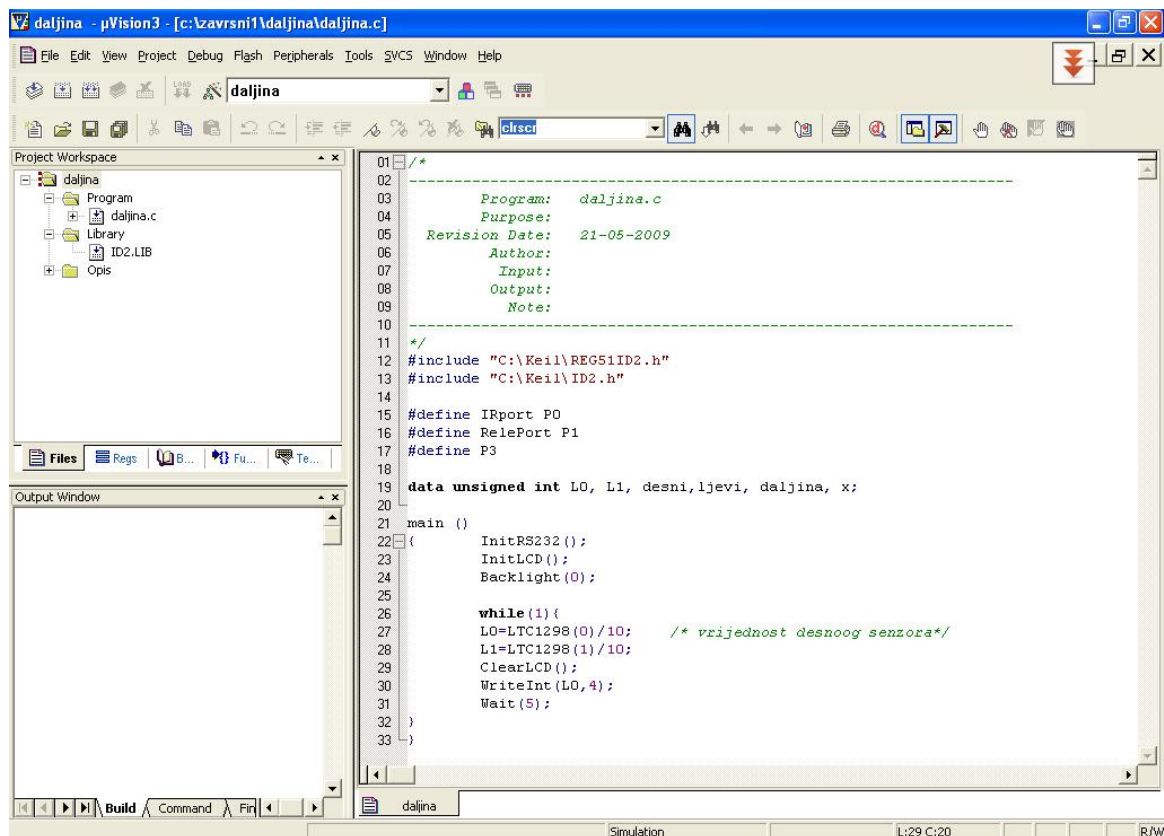 daljina - µVision3 - [c:\zavrsni1\daljina\daljina.c]
File Edit View Project Debug Flash Peripherals Tools SVCS Window Help
LOAD daljina
clrscr
Project Workspace
daljina
Program
daljina.c
Library
ID2.LIB
Opis
Files Regs B... Fu... Te...
Output Window
Build Command Fin
01 /*
02 -------------------------------------------------------------------
03 Program: daljina.c
04 Purpose:
05 Revision Date: 21-05-2009
06 Author:
07 Input:
08 Output:
09 Note:
10 -------------------------------------------------------------------
11 */
12 #include "C:\Keil\REG51ID2.h"
13 #include "C:\Keil\ID2.h"
14
15 #define IRport P0
16 #define RelePort P1
17 #define P3
18
19 data unsigned int L0, L1, desni,ljevi, daljina, x;
20
21 main ()
22 { InitRS232();
23 InitLCD();
24 Backlight(0);
25
26 while(1){
27 L0=LTC1298(0)/10; /* vrijednost desnoog senzora*/
28 L1=LTC1298(1)/10;
29 ClearLCD();
30 WriteInt(L0,4);
31 Wait(5);
32 }
33 }
daljina
Simulation L:29 C:20 R/W